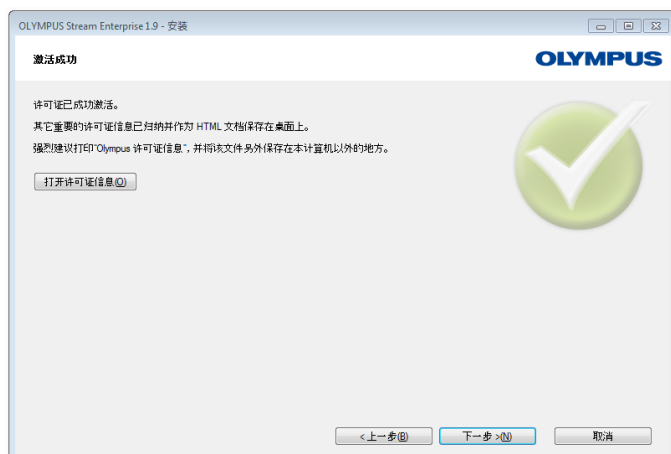 OLYMPUS Stream Enterprise 1.9 - 安装
激活成功
OLYMPUS
许可证已成功激活。
其它重要的许可证信息已归纳并作为 HTML 文档保存在桌面上。
强烈建议打印"Olympus 许可证信息", 并将该文件另外保存在本计算机以外的地方。
打开许可证信息(O)
< 上一步(B)
下一步 >(N)
取消